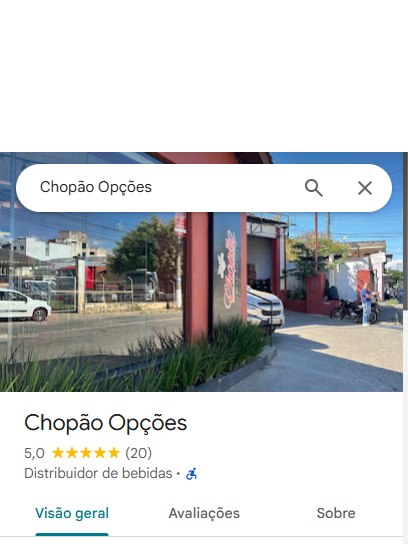 Chopão Opções
Chopão Opções
5,0 (20)
Distribuidor de bebidas ·
Visão geral
Avaliações
Sobre